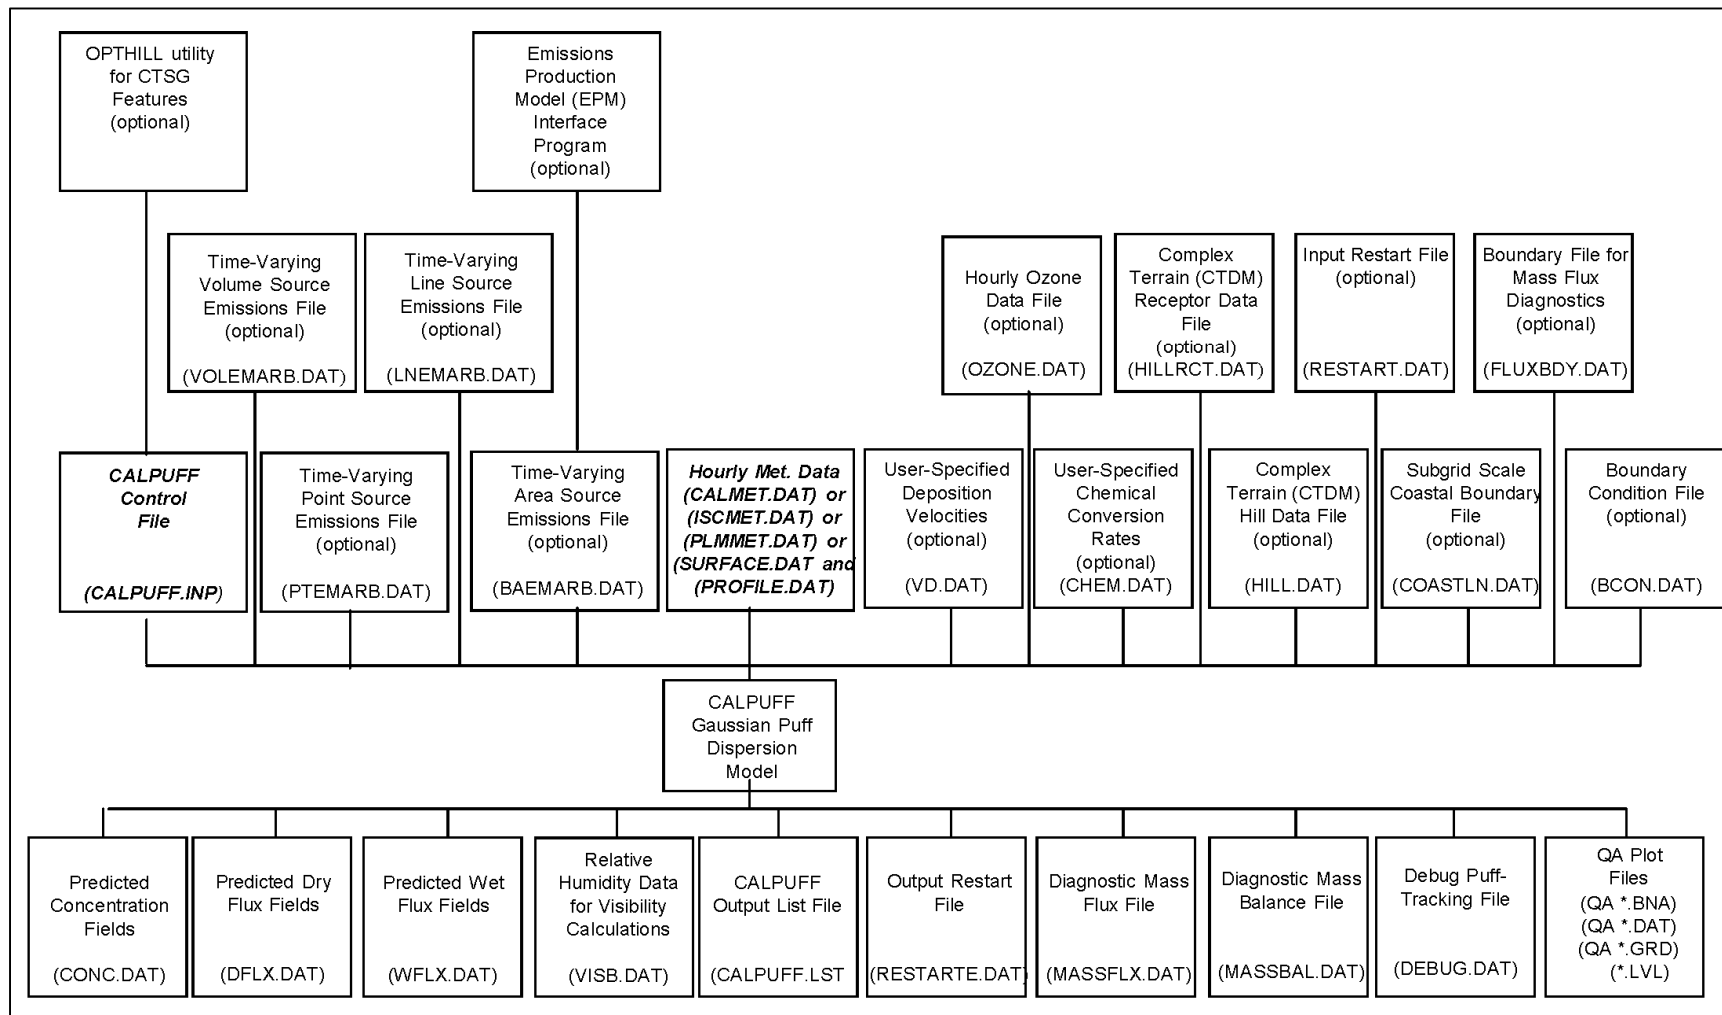 OPTHILL utility
for CTSG
Features
(optional)
Emissions
Production
Model (EPM)
Interface
Program
(optional)
Time-Varying
Volume Source
Emissions File
(optional)
(VOLEMARB.DAT)
Time-Varying
Line Source
Emissions File
(optional)
(LNEMARB.DAT)
Hourly Ozone
Data File
(optional)
(OZONE.DAT)
Complex
Terrain (CTDM)
Receptor Data
File
(optional)
(HILLRCT.DAT)
Input Restart File
(optional)
(RESTART.DAT)
Boundary File for
Mass Flux
Diagnostics
(optional)
(FLUXBDY.DAT)
CALPUFF
Control
File
(CALPUFF.INP)
Time-Varying
Point Source
Emissions File
(optional)
(PTEMARB.DAT)
Time-Varying
Area Source
Emissions File
(optional)
(BAEMARB.DAT)
Hourly Met. Data
(CALMET.DAT) or
(ISCMET.DAT) or
(PLMMET.DAT) or
(SURFACE.DAT and
(PROFILE.DAT)
User-Specified
Deposition
Velocities
(optional)
(VD.DAT)
User-Specified
Chemical
Conversion
Rates
(optional)
(CHEM.DAT)
Complex
Terrain (CTDM)
Hill Data File
(optional)
(HILL.DAT)
Subgrid Scale
Coastal Boundary
File
(optional)
(COASTLN.DAT)
Boundary
Condition File
(optional)
(BCON.DAT)
CALPUFF
Gaussian Puff
Dispersion
Model
Predicted
Concentration
Fields
(CONC.DAT)
Predicted Dry
Flux Fields
(DFLX.DAT)
Predicted Wet
Flux Fields
(WFLX.DAT)
Relative
Humidity Data
for Visibility
Calculations
(VISB.DAT)
CALPUFF
Output List File
(CALPUFF.LST
Output Restart
File
(RESTARTE.DAT)
Diagnostic Mass
Flux File
(MASSFLX.DAT)
Diagnostic Mass
Balance File
(MASSBAL.DAT)
Debug Puff-
Tracking File
(DEBUG.DAT)
QA Plot
Files
(QA *.BNA)
(QA *.DAT)
(QA *.GRD)
(*.LVL)